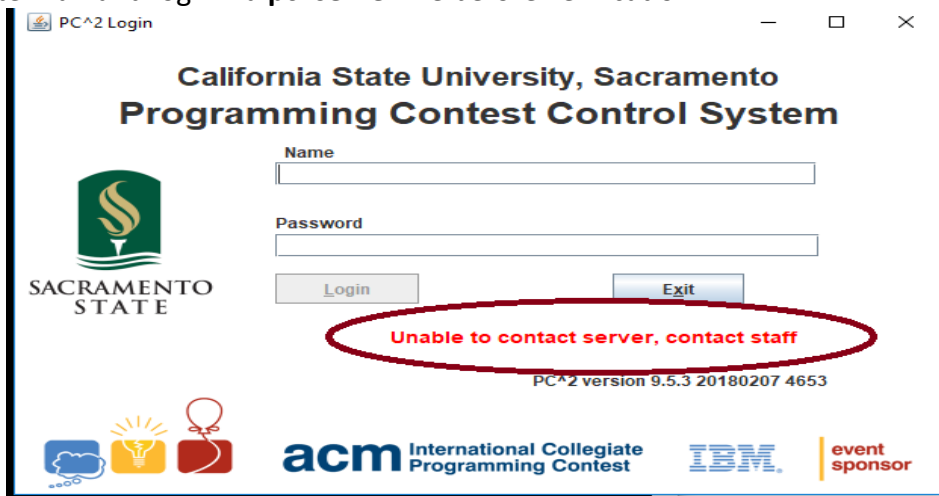 PC^2 Login
California State University, Sacramento
Programming Contest Control System
Name
Password
SACRAMENTO
STATE
Login
Exit
Unable to contact server, contact staff
PC^2 version 9.5.3 20180207 4653
acm International Collegiate
Programming Contest
IBM.
event
sponsor